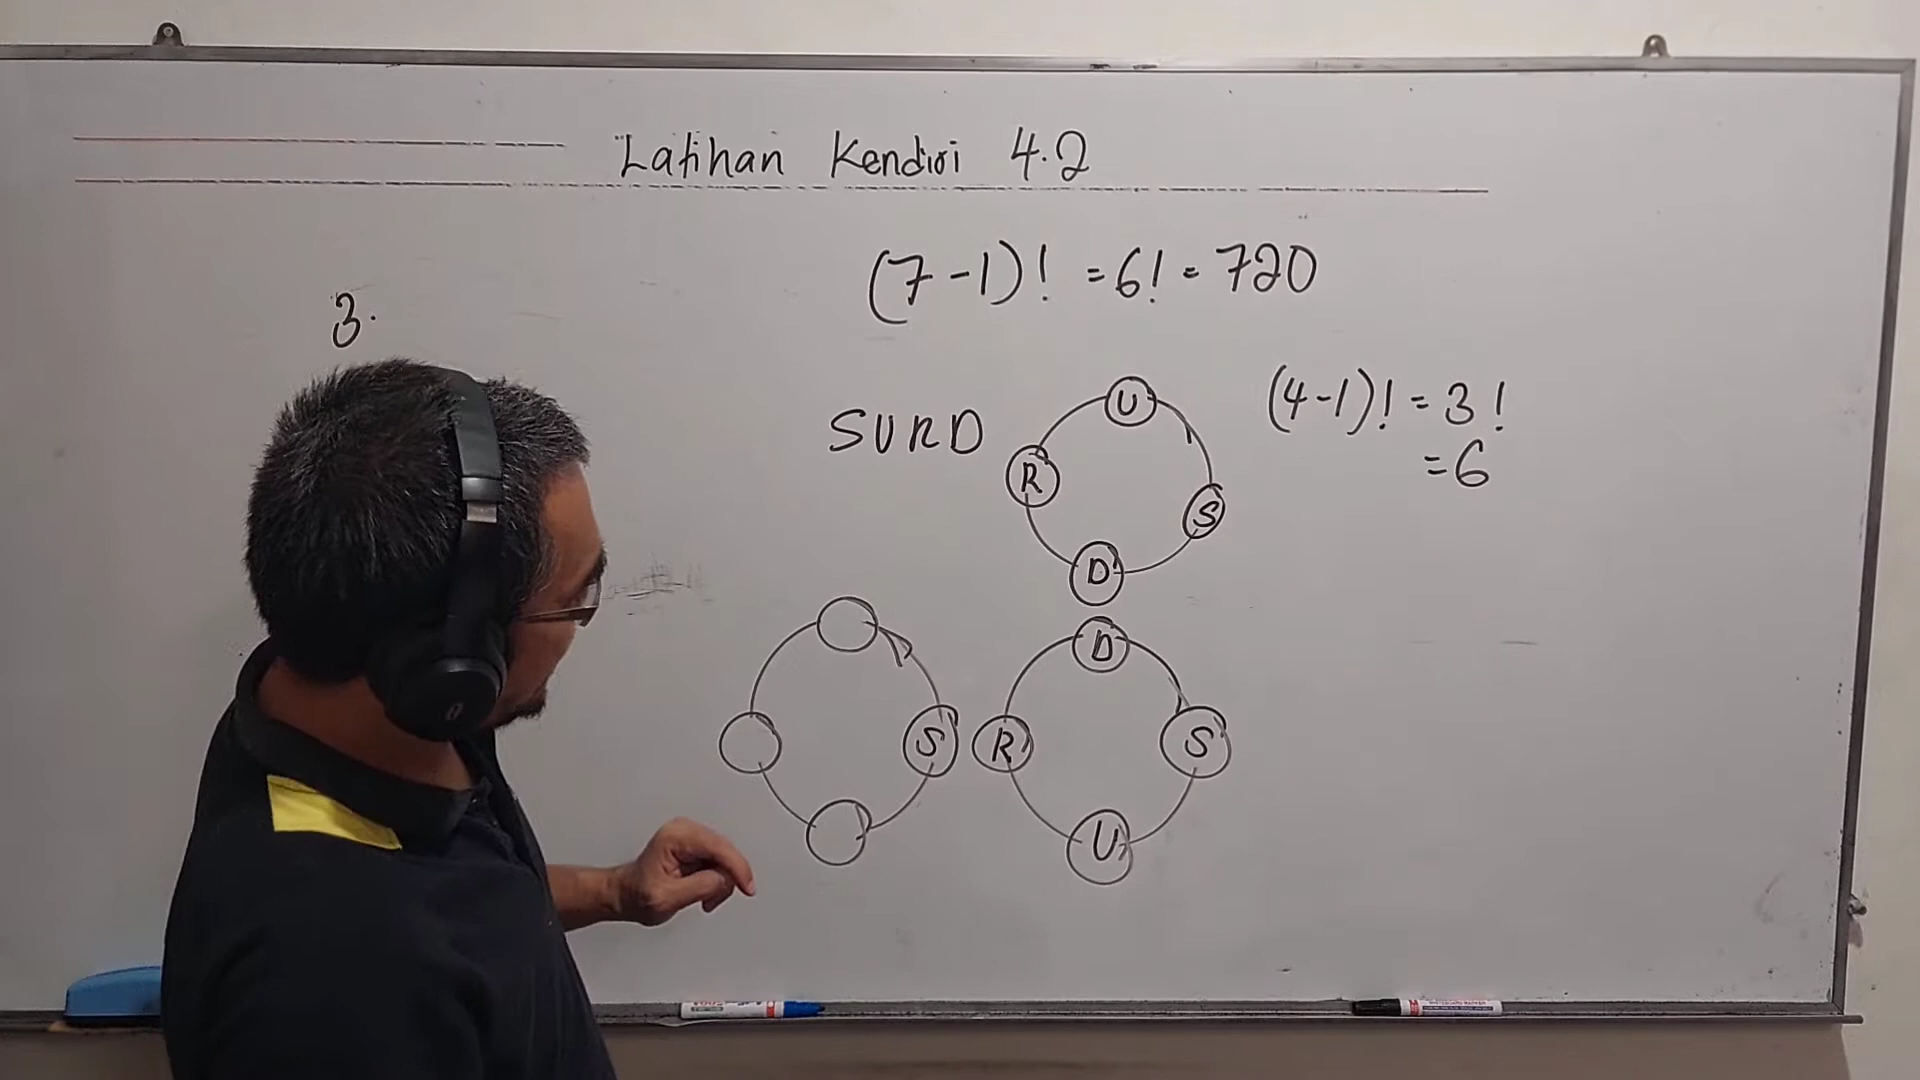 Latihan Kendiri 4.2
(7-1)! = 6! = 720
3.
SURD
U
R
S
D
(4-1)! = 3!
= 6
S
D
R
S
U